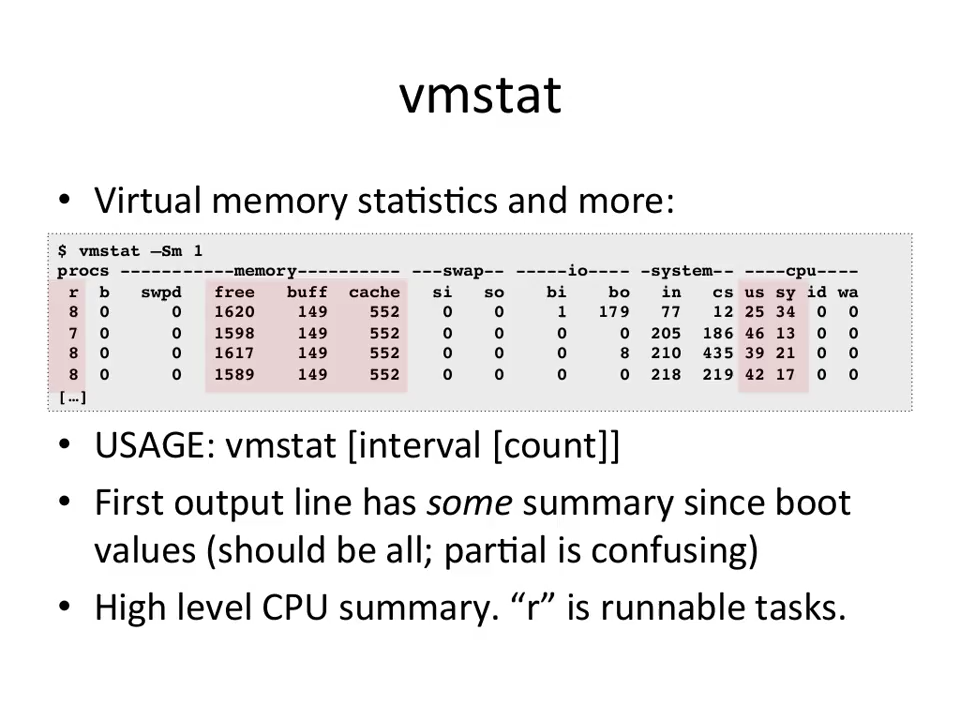 vmstat
• Virtual memory statistics and more:
$ vmstat –Sm 1
procs -----------memory---------- ---swap-- -----io---- -system-- ----cpu----
 r  b   swpd   free   buff  cache   si   so    bi    bo   in   cs us sy id wa
 8  0      0   1620    149    552    0    0     1   179   77   12 25 34  0  0
 7  0      0   1598    149    552    0    0     0     0  205  186 46 13  0  0
 8  0      0   1617    149    552    0    0     0     8  210  435 39 21  0  0
 8  0      0   1589    149    552    0    0     0     0  218  219 42 17  0  0
[…]
• USAGE: vmstat [interval [count]]
• First output line has some summary since boot
values (should be all; partial is confusing)
• High level CPU summary. “r” is runnable tasks.